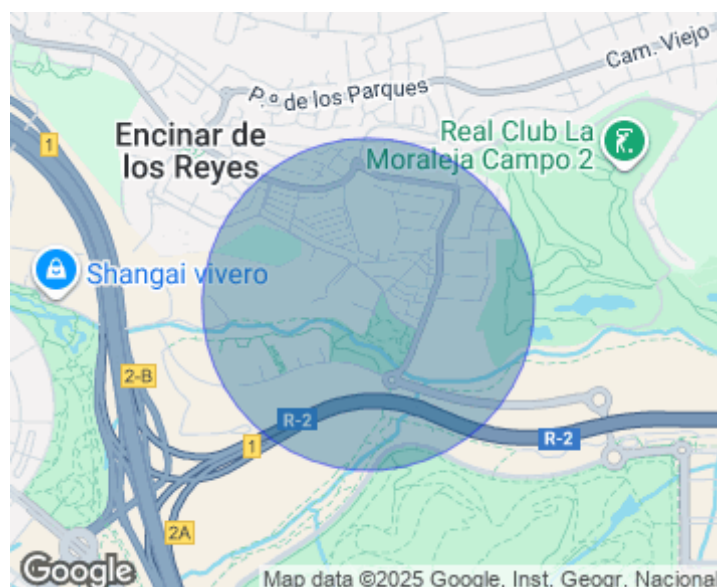 Cam. Viejo
P.º de los Parques
1
Encinar de
los Reyes
Real Club La
Moraleja Campo 2
Shangai vivero
2-B
R-2
1
R-2
2A
Google
Map data ©2025 Google, Inst. Geogr. Nacional